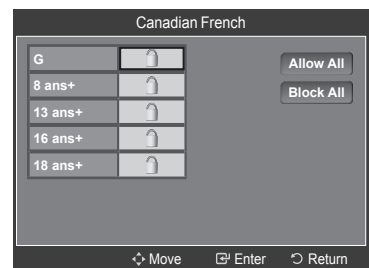 Canadian French
G
Allow All
8 ans+
Block All
13 ans+
16 ans+
18 ans+
Move Enter Return